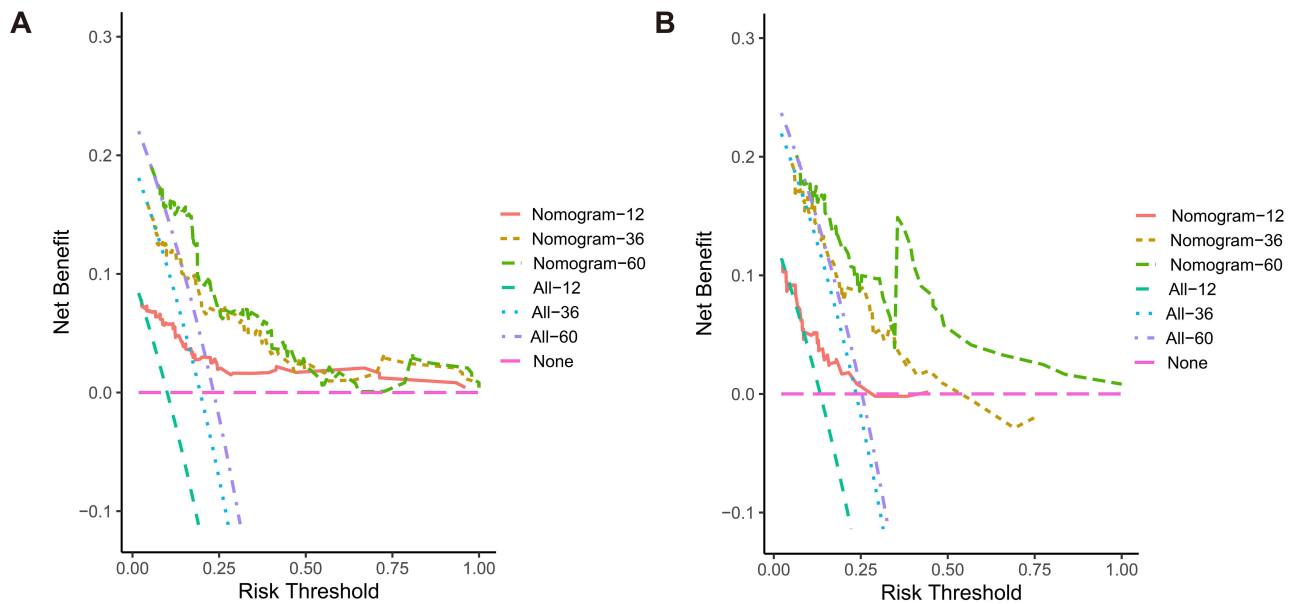 A
0.3
0.2
0.1
0.0
−0.1
Net Benefit
0.00 0.25 0.50 0.75 1.00
Risk Threshold
Nomogram−12
Nomogram−36
Nomogram−60
All−12
All−36
All−60
None
B
0.3
0.2
0.1
0.0
−0.1
Net Benefit
0.00 0.25 0.50 0.75 1.00
Risk Threshold
Nomogram−12
Nomogram−36
Nomogram−60
All−12
All−36
All−60
None